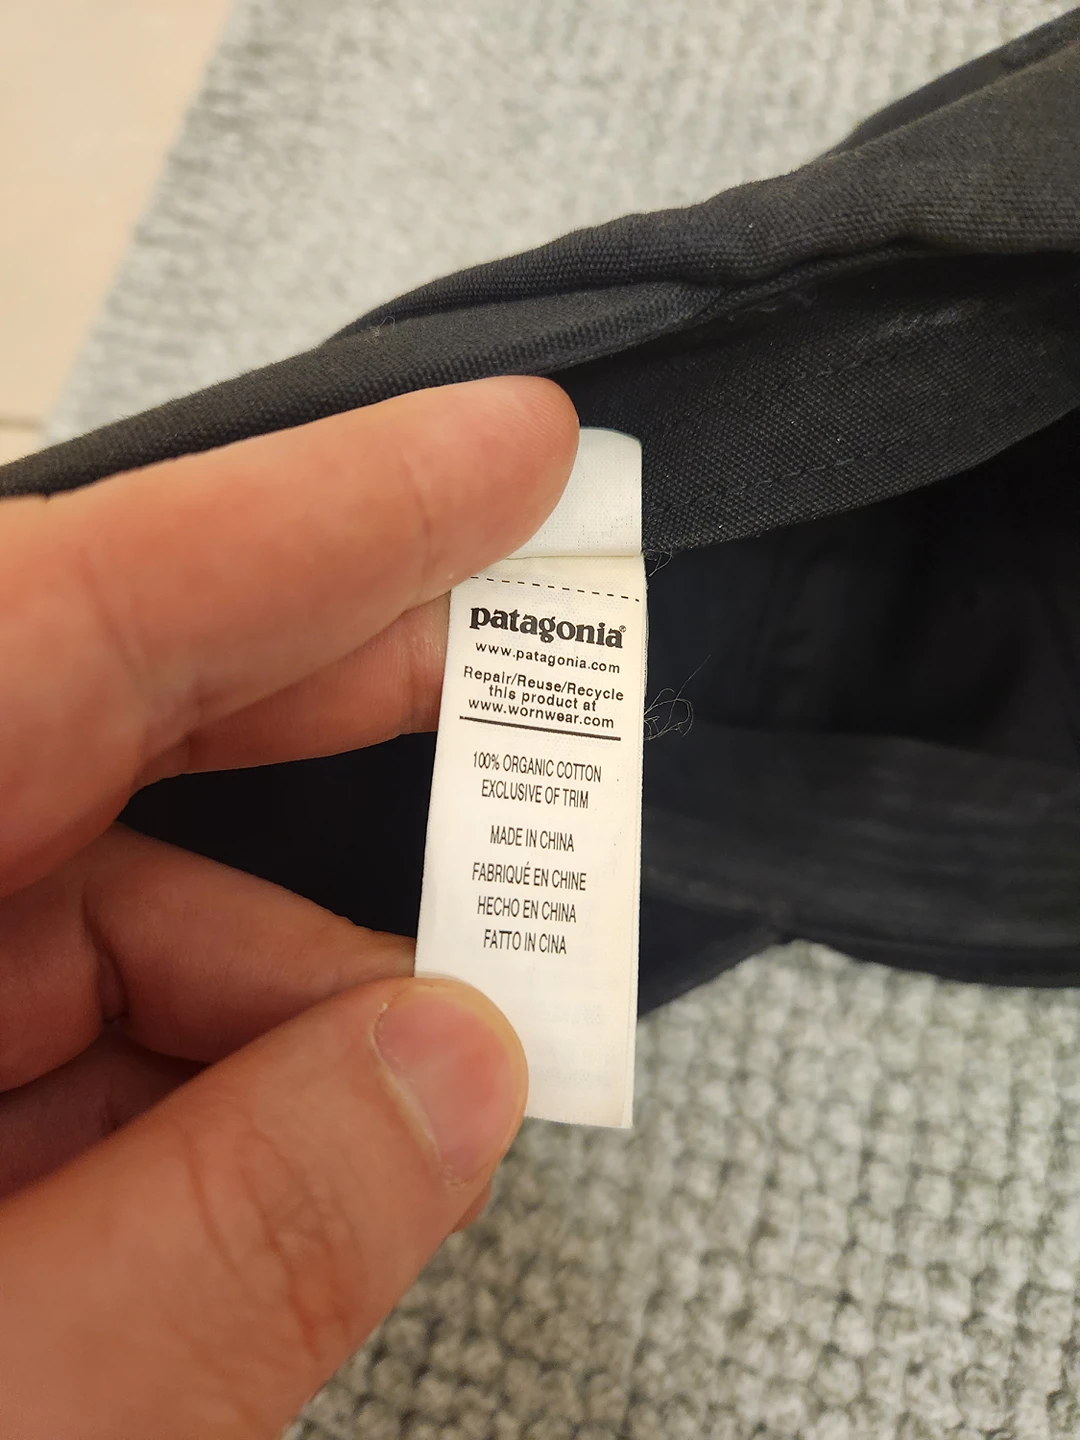 patagonia®
www.patagonia.com
Repair/Reuse/Recycle
this product at
www.wornwear.com
100% ORGANIC COTTON
EXCLUSIVE OF TRIM
MADE IN CHINA
FABRIQUÉ EN CHINE
HECHO EN CHINA
FATTO IN CINA